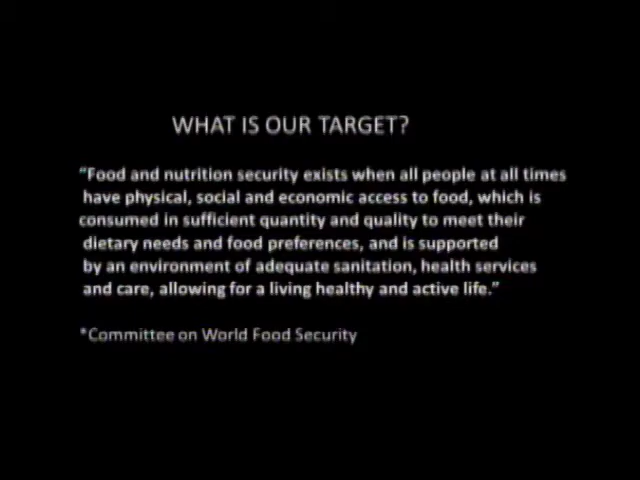 WHAT IS OUR TARGET?
"Food and nutrition security exists when all people at all times
have physical, social and economic access to food, which is
consumed in sufficient quantity and quality to meet their
dietary needs and food preferences, and is supported
by an environment of adequate sanitation, health services
and care, allowing for a living healthy and active life."
*Committee on World Food Security